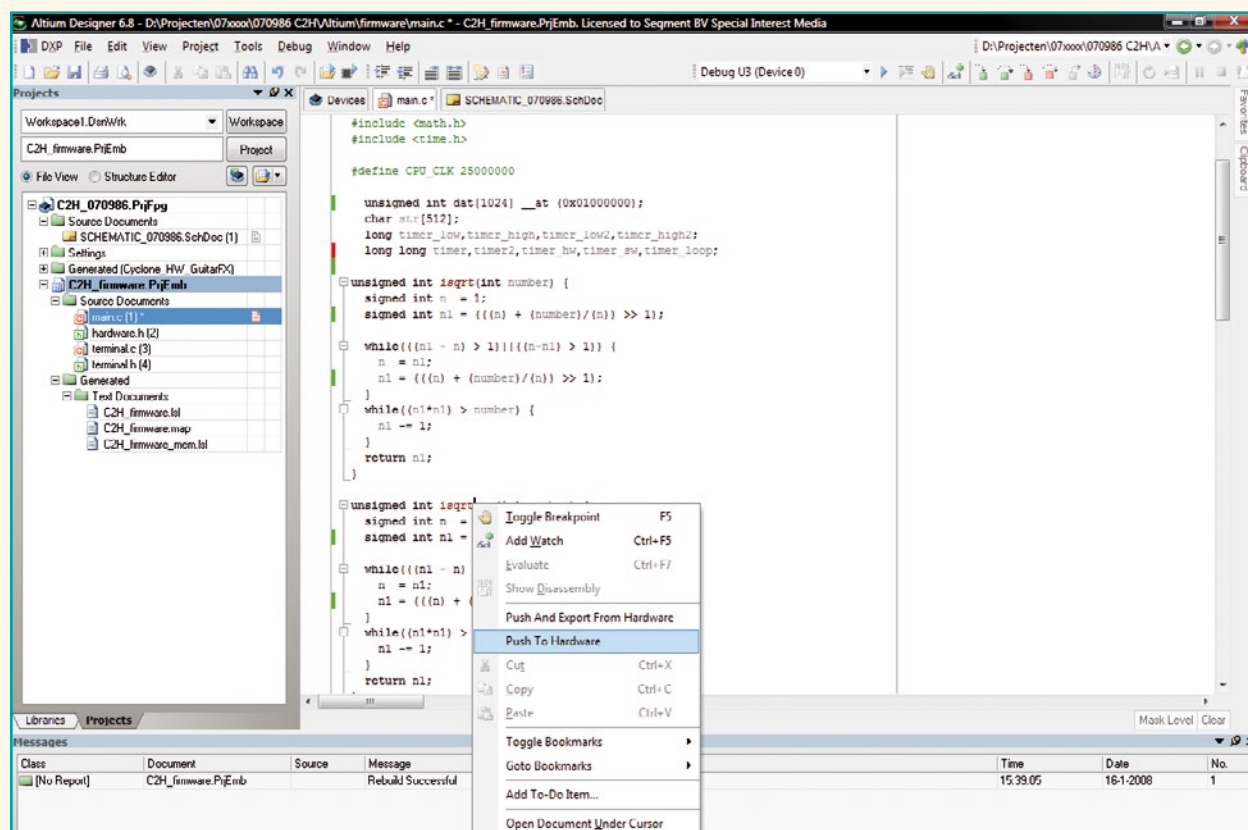 Altium Designer 6.8 - D:\Projecten\07xxxx\070986 C2H\Altium\firmware\main.c * - C2H_firmware.PrjEmb. Licensed to Segment BV Special Interest Media
DXP File Edit View Project Tools Debug Window Help
D:\Projecten\07xxxx\070986 C2H\A
Debug U3 (Device 0)
Projects
Workspace1.DsnWrk
Workspace
C2H_firmware.PrjEmb
Project
File View
Structure Editor
C2H_070986.PrjFpg
Source Documents
SCHEMATIC_070986.SchDoc (1)
Settings
Generated (Cyclone_HW_GuitarFX)
C2H_firmware.PrjEmb
Source Documents
main.c (1) *
hardware.h (2)
terminal.c (3)
terminal.h (4)
Generated
Text Documents
C2H_firmware.lsl
C2H_firmware.map
C2H_firmware_mem.lsl
Libraries
Projects
Devices
main.c *
SCHEMATIC_070986.SchDoc
#include <math.h>
#include <time.h>
#define CPU_CLK 25000000
unsigned int dat[1024] __at (0x01000000);
char str[512];
long timer_low,timer_high,timer_low2,timer_high2;
long long timer,timer2,timer_hw,timer_sw,timer_loop;
unsigned int isqrt(int number) {
signed int n = 1;
signed int n1 = (((n) + (number)/(n)) >> 1);
while(((n1 - n) > 1)||((n-n1) > 1)) {
n = n1;
n1 = (((n) + (number)/(n)) >> 1);
}
while((n1*n1) > number) {
n1 -= 1;
}
return n1;
}
unsigned int isqrt
signed int n =
signed int n1 =
while(((n1 - n)
n = n1;
n1 = (((n) + (
}
while((n1*n1) >
n1 -= 1;
}
return n1;
Toggle Breakpoint F5
Add Watch Ctrl+F5
Evaluate Ctrl+F7
Show Disassembly
Push And Export From Hardware
Push To Hardware
Cut Ctrl+X
Copy Ctrl+C
Paste Ctrl+V
Toggle Bookmarks
Goto Bookmarks
Add To-Do Item...
Open Document Under Cursor
Favorites
Clipboard
Mask Level
Clear
Messages
Class Document Source Message Time Date No.
[No Report] C2H_firmware.PrjEmb Rebuild Successful 15.39.05 16-1-2008 1